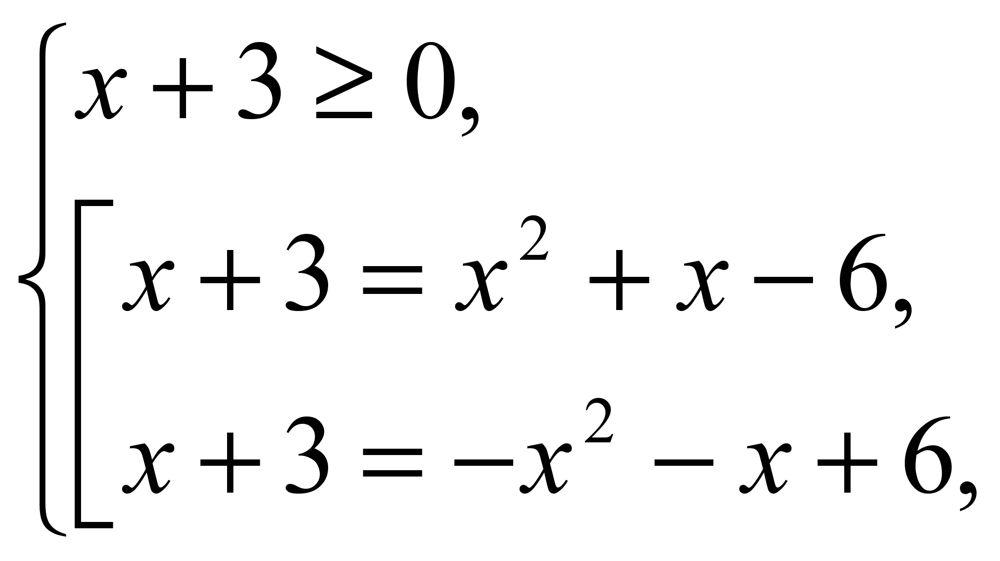 x + 3 ≥ 0,
x + 3 = x² + x − 6,
x + 3 = −x² − x + 6,